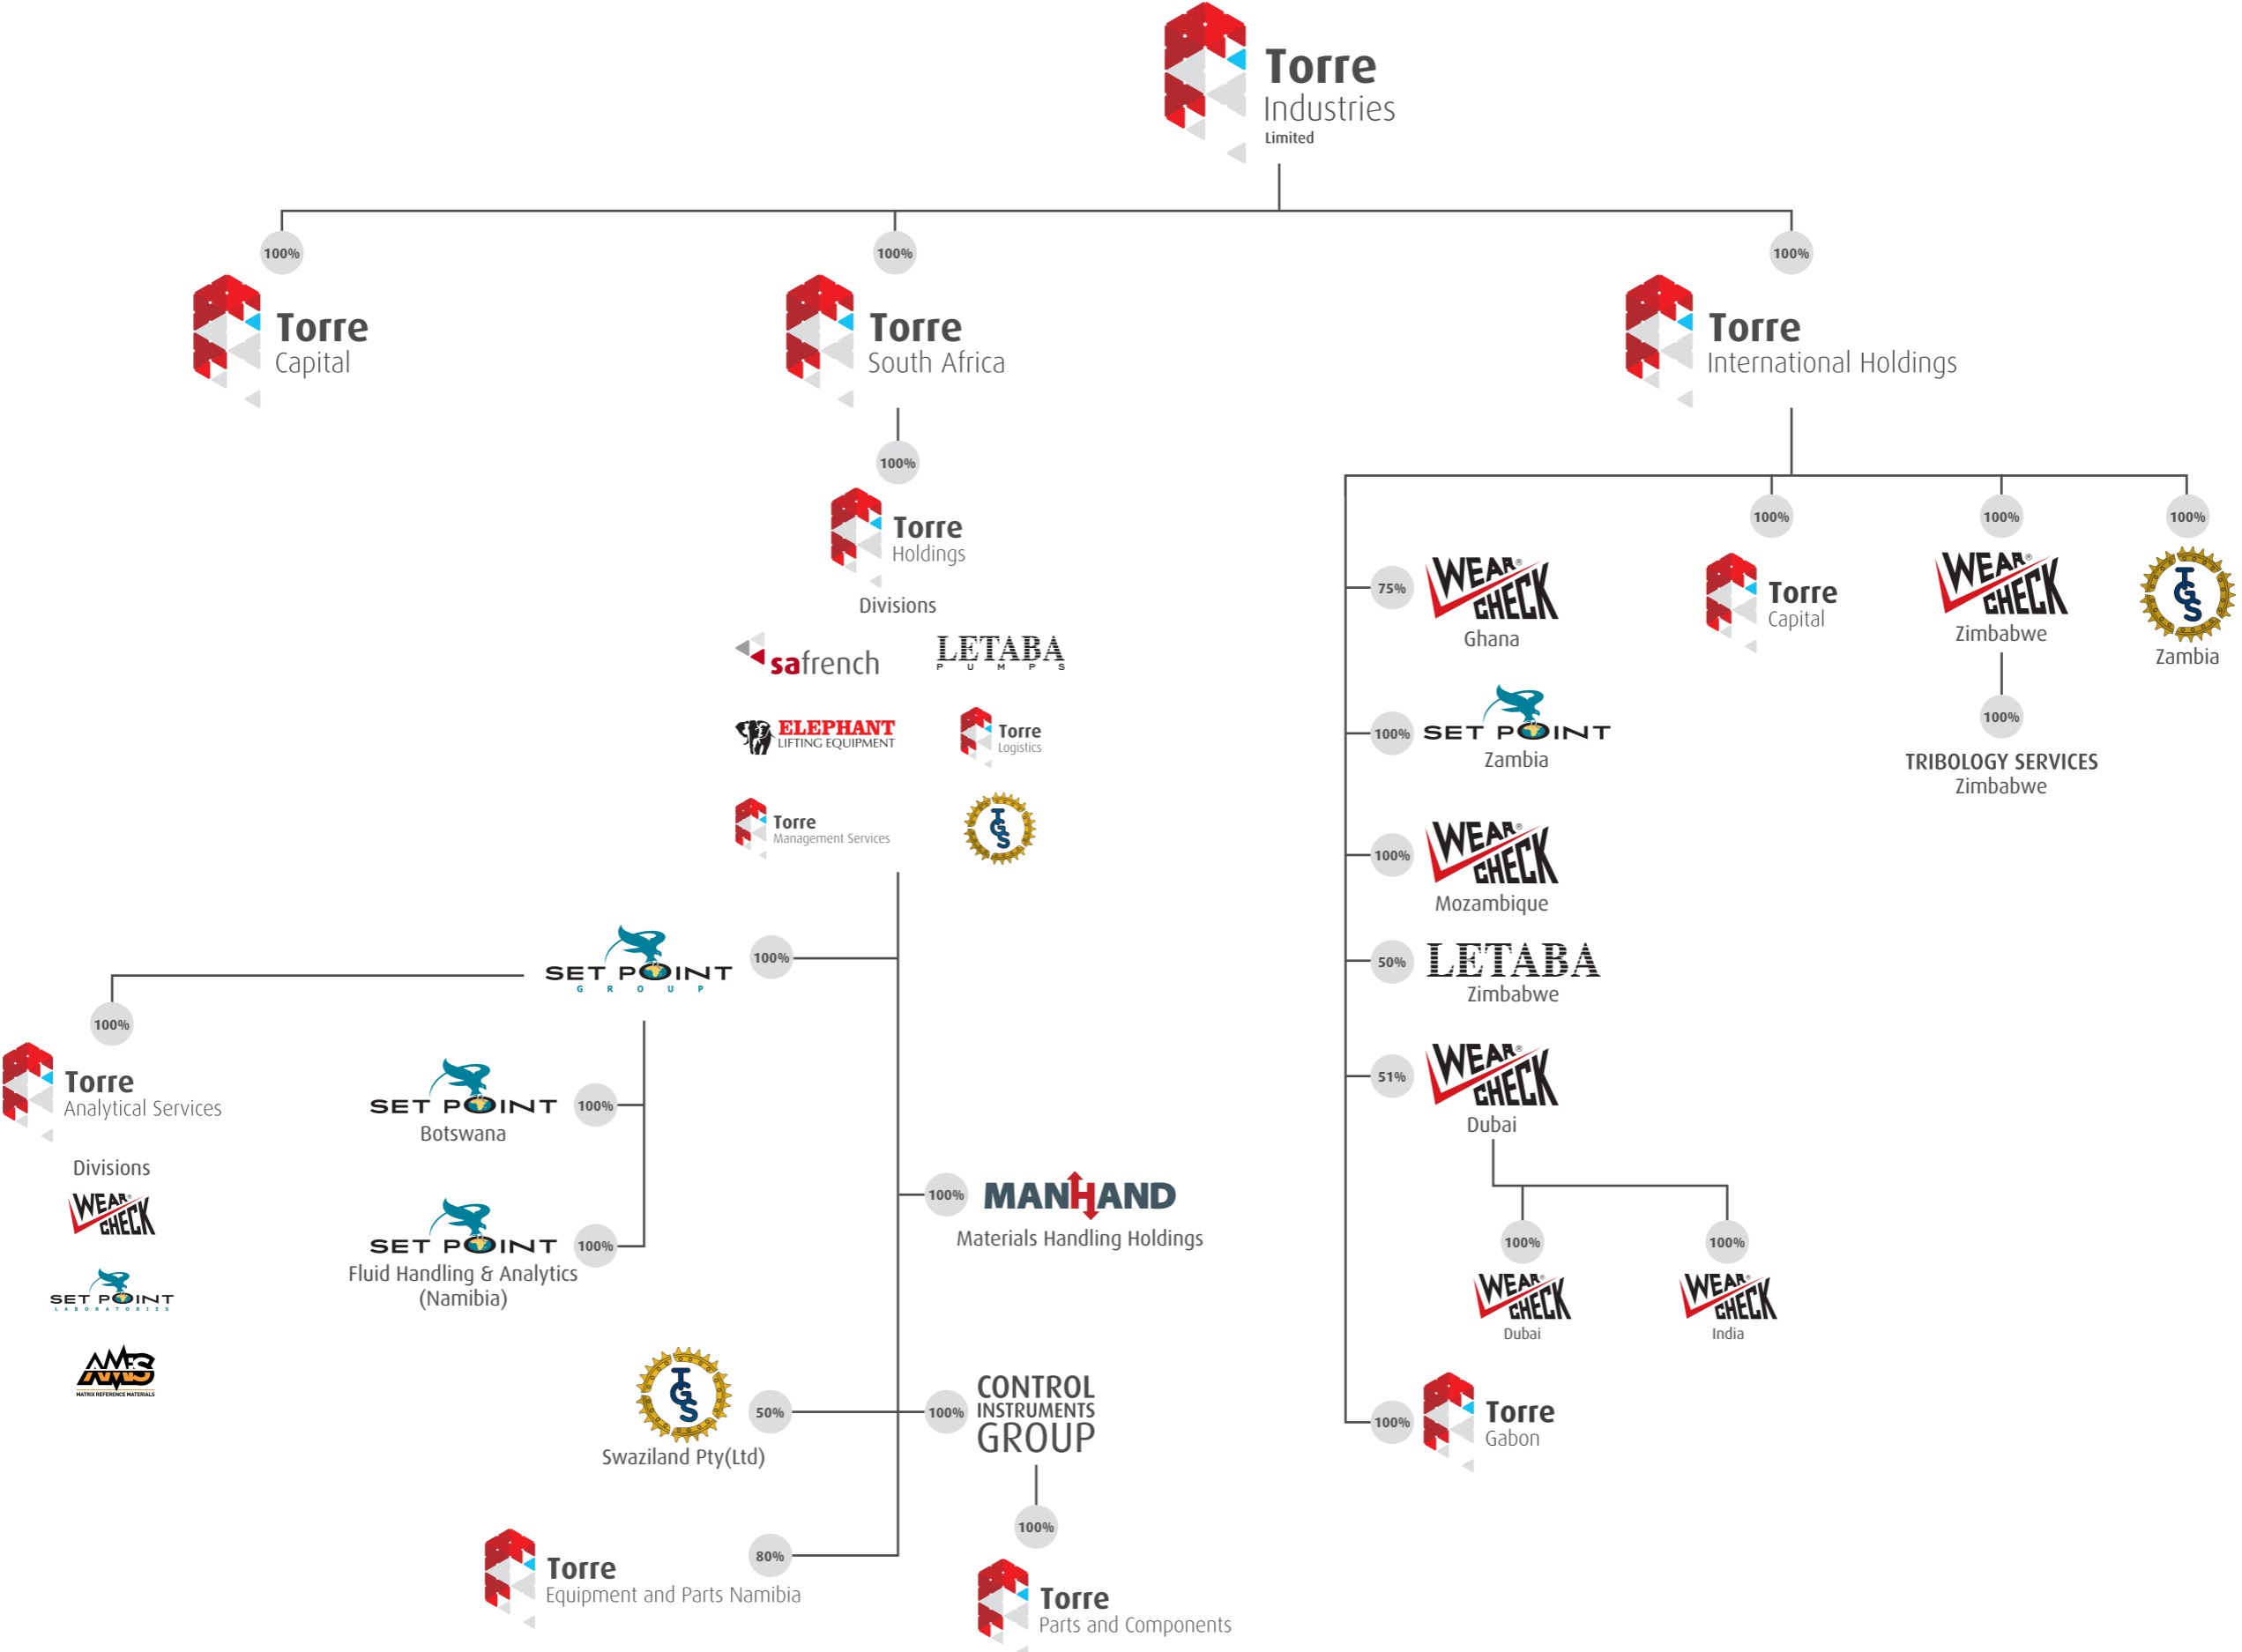 Torre
Industries
Limited
100%
100%
100%
Torre
Capital
Torre
South Africa
Torre
International Holdings
100%
Torre
Holdings
Divisions
safrench
LETABA
PUMPS
ELEPHANT
LIFTING EQUIPMENT
Torre
Logistics
Torre
Management Services
TGS
100%
SET POINT
GROUP
100%
Torre
Analytical Services
Divisions
WEAR®
CHECK
SET POINT
LABORATORIES
AMIS
MATRIX REFERENCE MATERIALS
SET POINT
Botswana
100%
SET POINT
Fluid Handling & Analytics
(Namibia)
100%
100%
MANHAND
Materials Handling Holdings
TGS
Swaziland Pty(Ltd)
50%
100%
CONTROL
INSTRUMENTS
GROUP
100%
Torre
Parts and Components
80%
Torre
Equipment and Parts Namibia
75%
WEAR®
CHECK
Ghana
100%
SET POINT
Zambia
100%
WEAR®
CHECK
Mozambique
50%
LETABA
Zimbabwe
51%
WEAR®
CHECK
Dubai
100%
WEAR®
CHECK
Dubai
100%
WEAR®
CHECK
India
100%
Torre
Gabon
100%
Torre
Capital
100%
WEAR®
CHECK
Zimbabwe
100%
TRIBOLOGY SERVICES
Zimbabwe
100%
TGS
Zambia